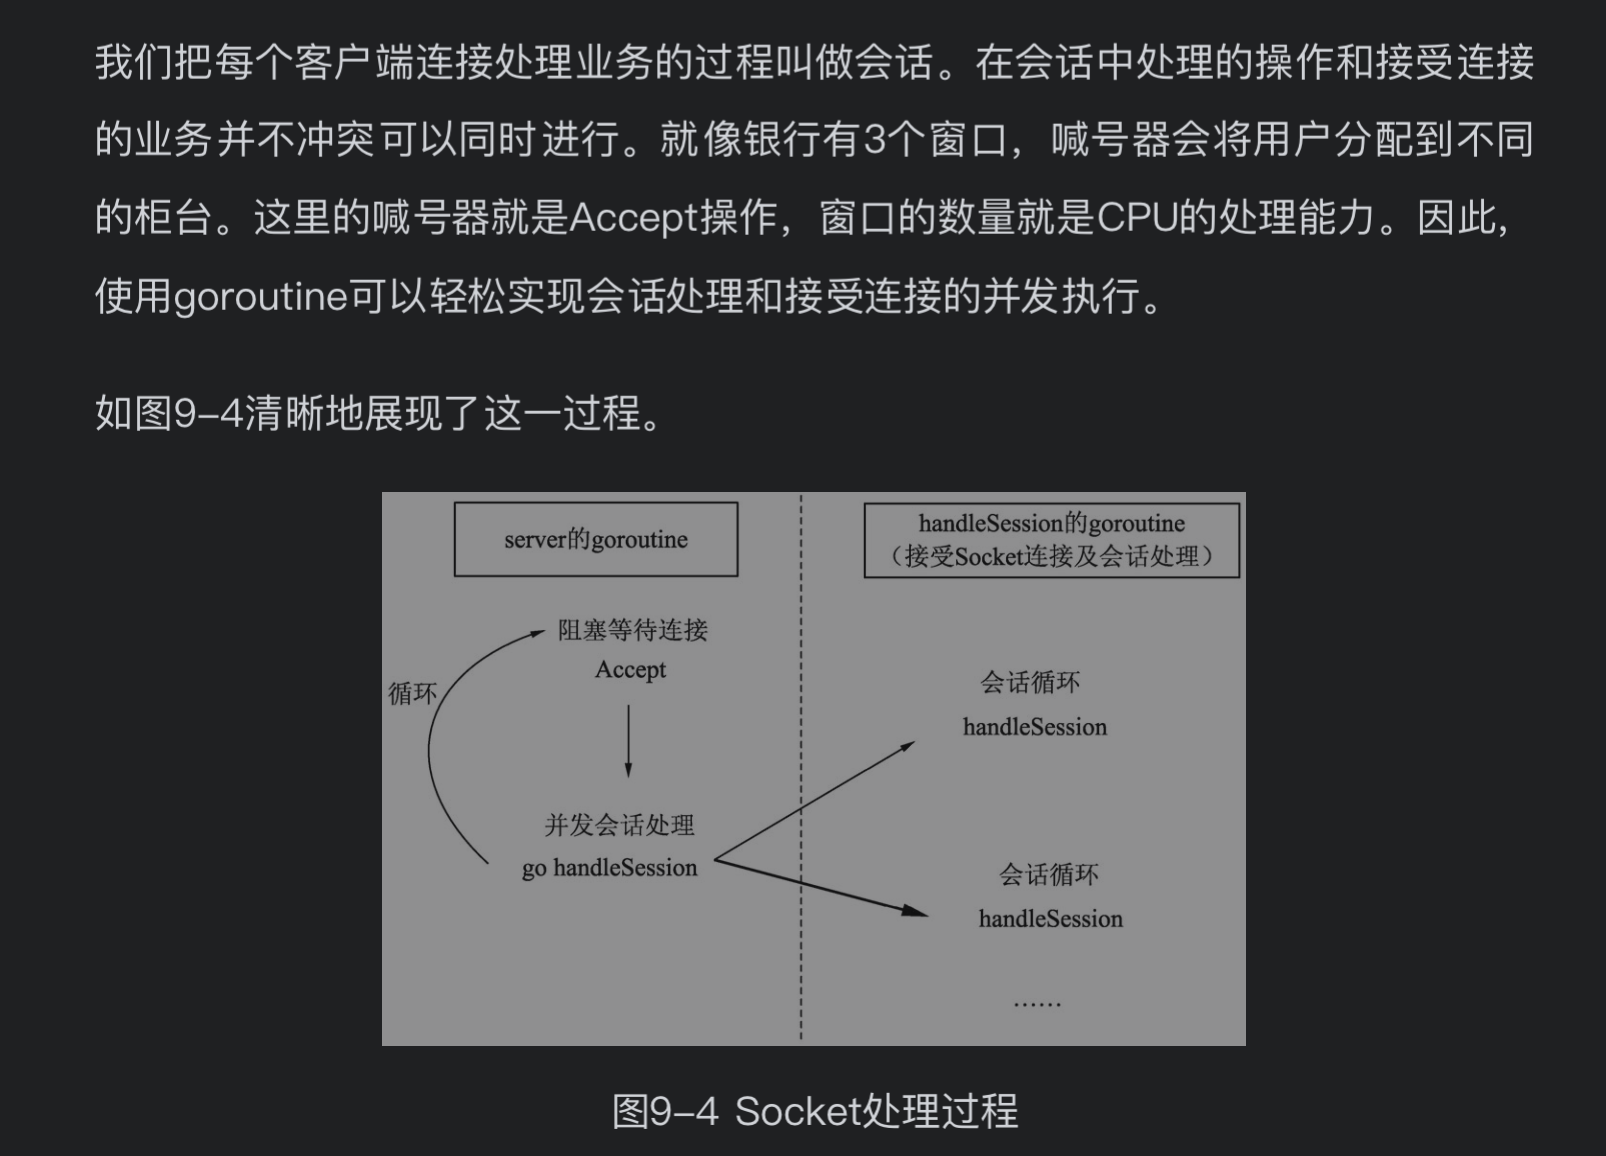 我们把每个客户端连接处理业务的过程叫做会话。在会话中处理的操作和接受连接
的业务并不冲突可以同时进行。就像银行有3个窗口，喊号器会将用户分配到不同
的柜台。这里的喊号器就是Accept操作，窗口的数量就是CPU的处理能力。因此，
使用goroutine可以轻松实现会话处理和接受连接的并发执行。
如图9–4清晰地展现了这一过程。
server的goroutine
阻塞等待连接
Accept
循环
并发会话处理
go handleSession
handleSession的goroutine
（接受Socket连接及会话处理）
会话循环
handleSession
会话循环
handleSession
……
图9–4 Socket处理过程